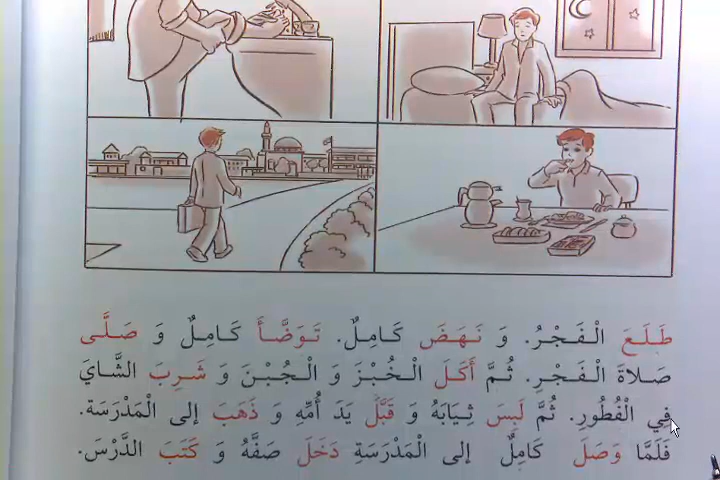 طَلَعَ الْفَجْرُ. وَ نَهَضَ كَامِلٌ. تَوَضَّأَ كَامِلٌ وَ صَلَّى
صَلاةَ الْفَجْرِ. ثُمَّ أَكَلَ الْخُبْزَ وَ الْجُبْنَ وَ شَرِبَ الشَّايَ
فِي الْفُطُورِ. ثُمَّ لَبِسَ ثِيَابَهُ وَ قَبَّلَ يَدَ أُمِّهِ وَ ذَهَبَ إلى الْمَدْرَسَة.
فَلَمَّا وَصَلَ كَامِلٌ إلى الْمَدْرَسَةِ دَخَلَ صَفَّهُ وَ كَتَبَ الدَّرْسَ.